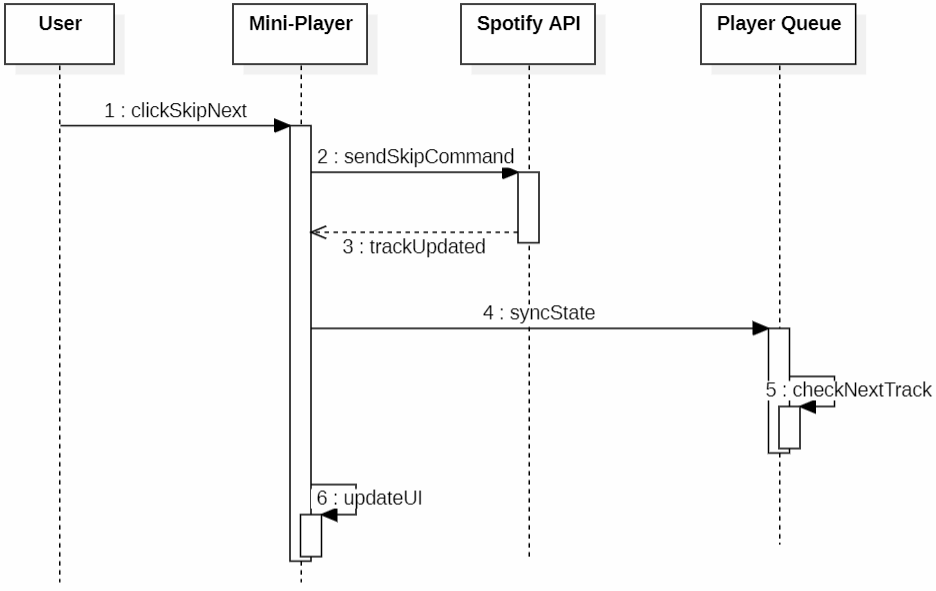 User
Mini-Player
Spotify API
Player Queue
1 : clickSkipNext
2 : sendSkipCommand
3 : trackUpdated
4 : syncState
5 : checkNextTrack
6 : updateUI